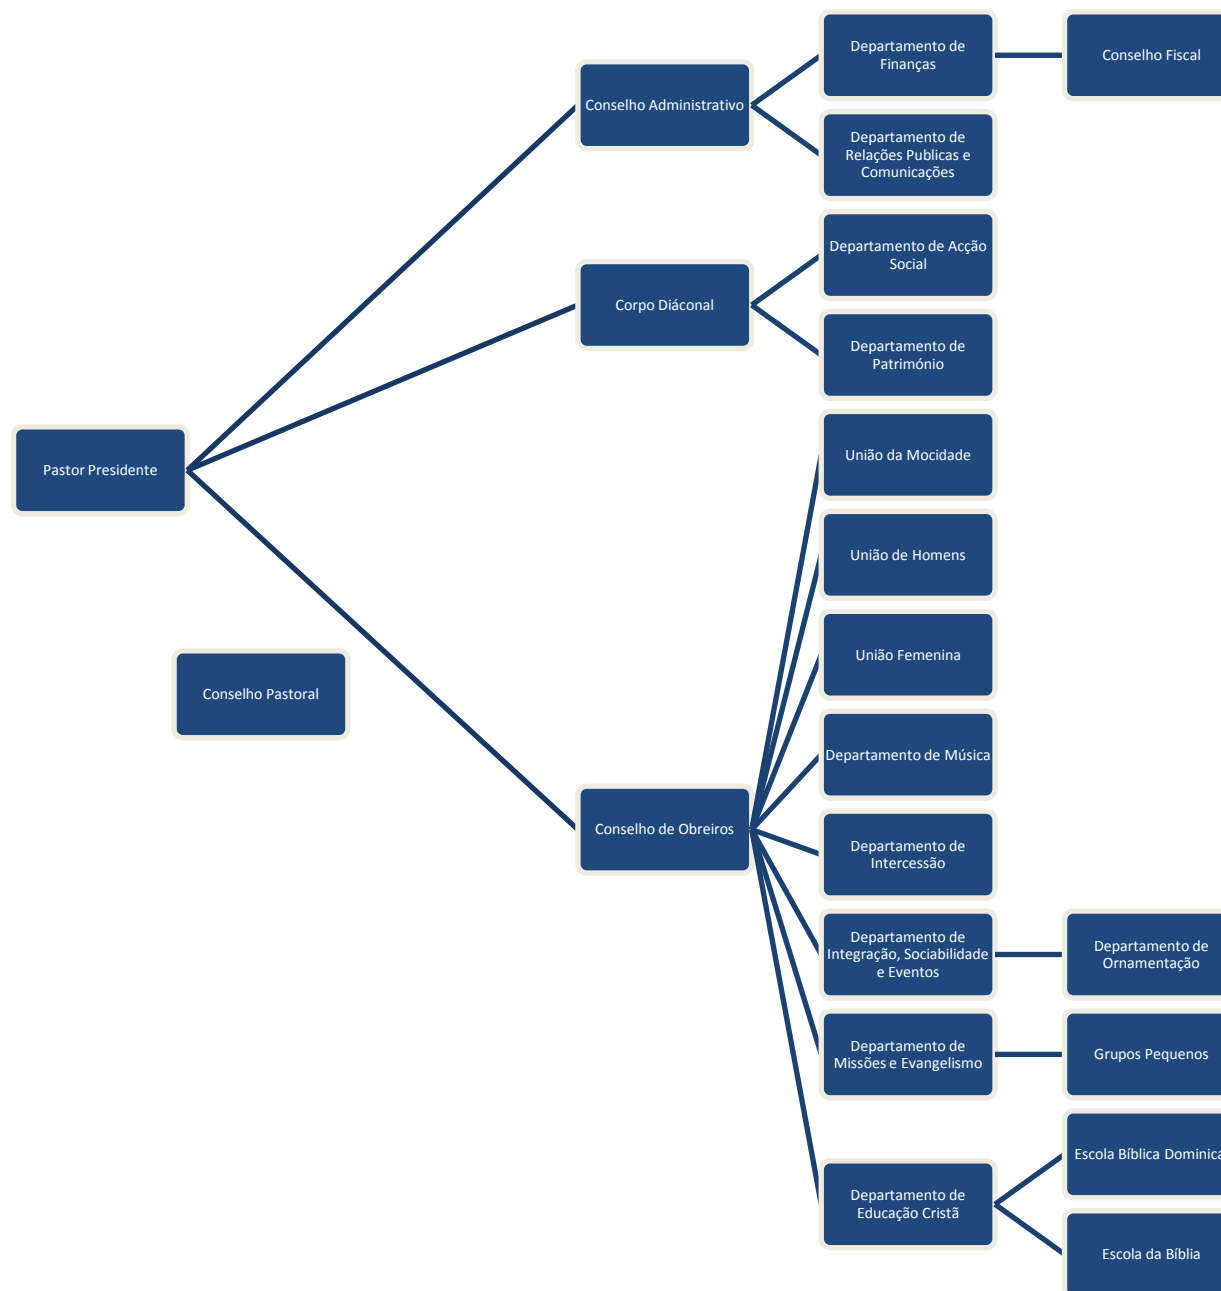 Departamento de
Finanças
Conselho Fiscal
Conselho Administrativo
Departamento de
Relações Publicas e
Comunicações
Departamento de Acção
Social
Corpo Diáconal
Departamento de
Património
União da Mocidade
Pastor Presidente
União de Homens
União Femenina
Conselho Pastoral
Departamento de Música
Conselho de Obreiros
Departamento de
Intercessão
Departamento de
Integração, Sociabilidade
e Eventos
Departamento de
Ornamentação
Departamento de
Missões e Evangelismo
Grupos Pequenos
Escola Bíblica Dominica
Departamento de
Educação Cristã
Escola da Bíblia